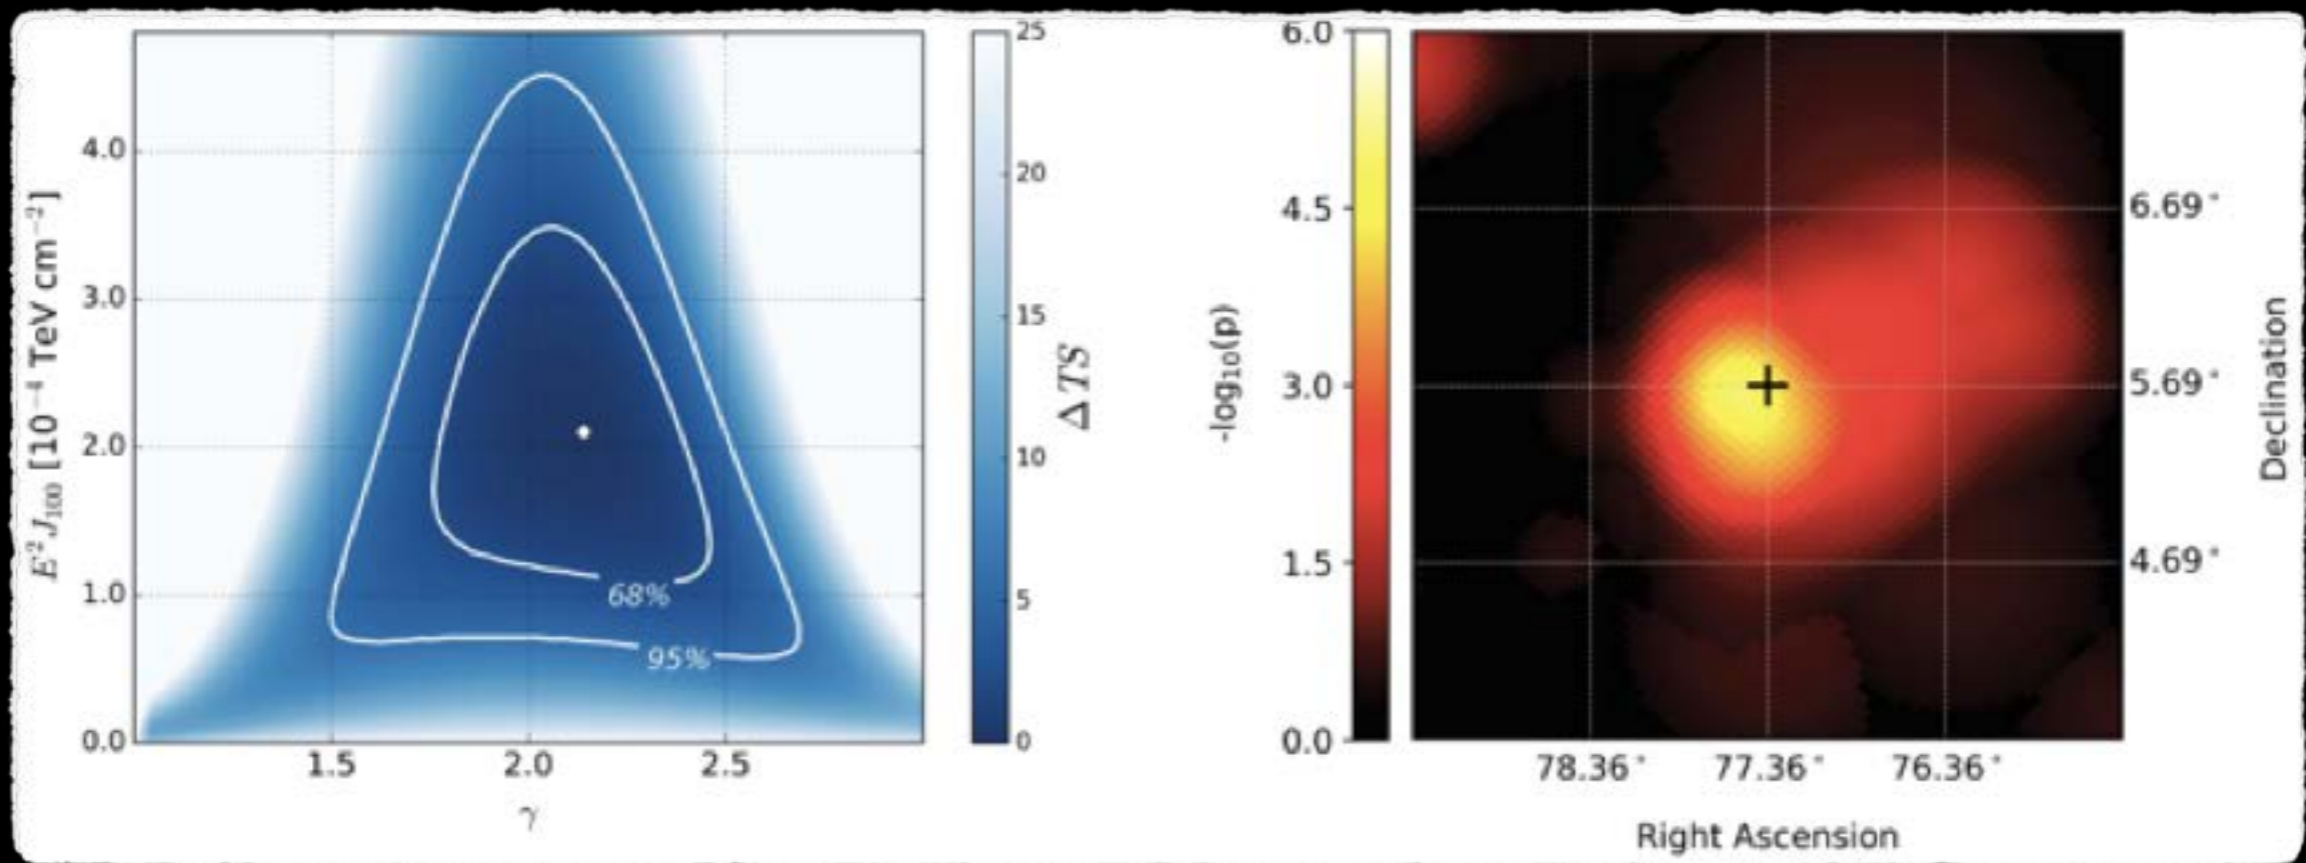 E²J₁₀₀ [10⁻⁴ TeV cm⁻²]
4.0
3.0
2.0
1.0
0.0
1.5 2.0 2.5
γ
68%
95%
25
20
15
10
5
0
Δ TS
-log₁₀(p)
6.0
4.5
3.0
1.5
0.0
78.36° 77.36° 76.36°
Right Ascension
6.69°
5.69°
4.69°
Declination